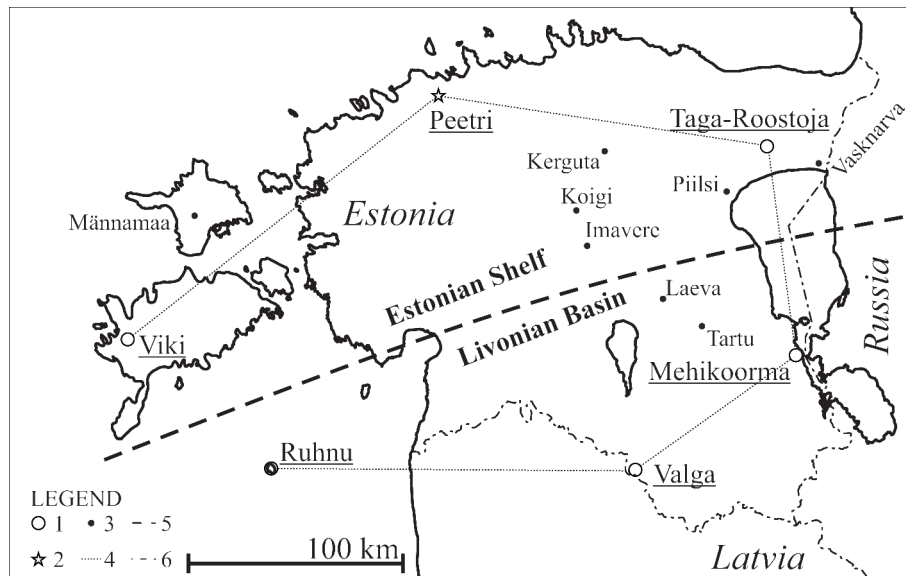 Peetri
Taga-Roostoja
Vasknarva
Kerguta
Piilsi
Koigi
Männamaa
Estonia
Imavere
Estonian Shelf
Livonian Basin
Laeva
Russia
Viki
Tartu
Mehikoorma
Ruhnu
Valga
LEGEND
1 3 5
2 4 6
100 km
Latvia